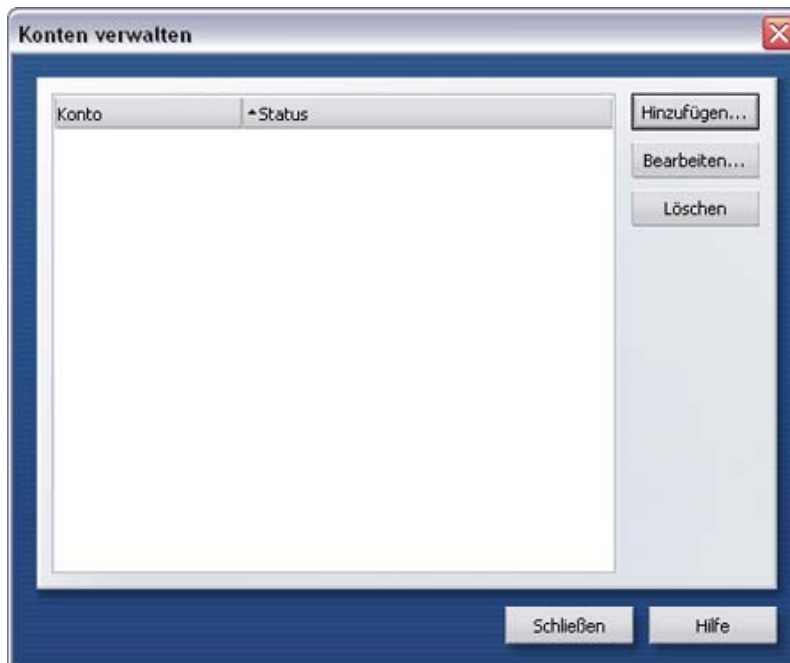 Konten verwalten
Konto Status
Hinzufügen...
Bearbeiten...
Löschen
Schließen Hilfe